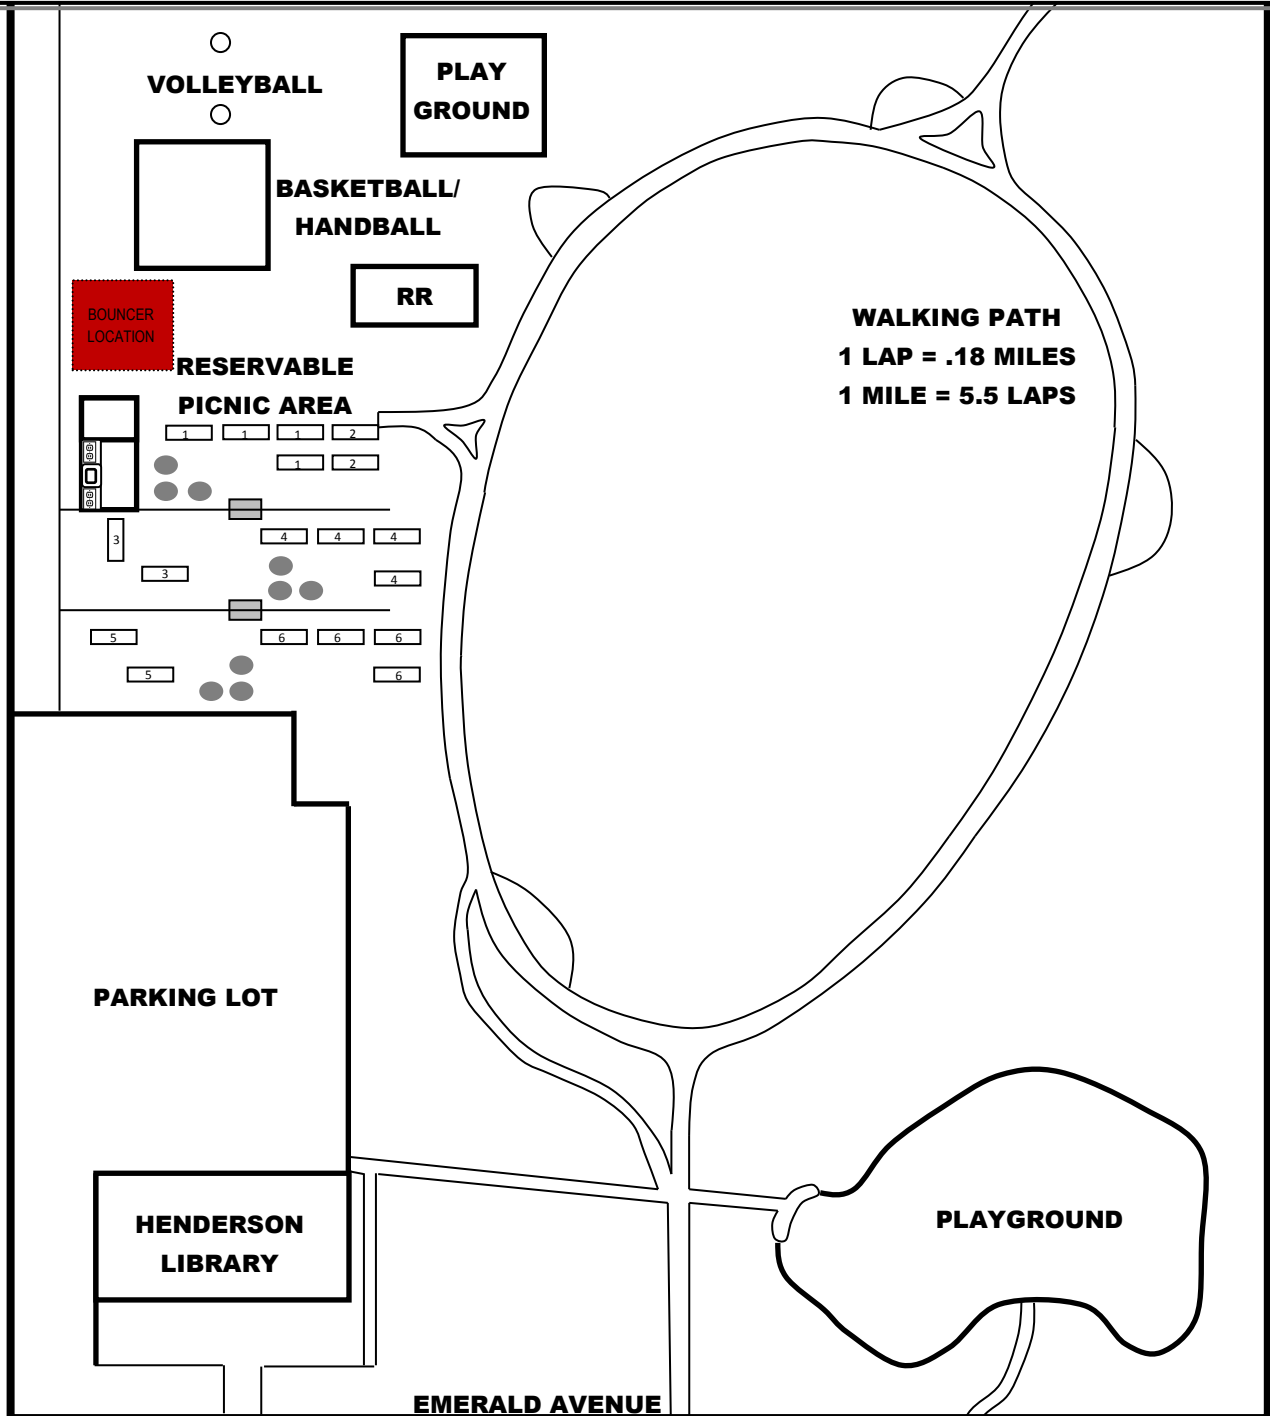 VOLLEYBALL
PLAY
GROUND
BASKETBALL/
HANDBALL
RR
BOUNCER
LOCATION
RESERVABLE
PICNIC AREA
WALKING PATH
1 LAP = .18 MILES
1 MILE = 5.5 LAPS
1 1 1 2
1 2
4 4 4
3
3
4
5 6 6 6
5 6
PARKING LOT
HENDERSON
LIBRARY
PLAYGROUND
EMERALD AVENUE